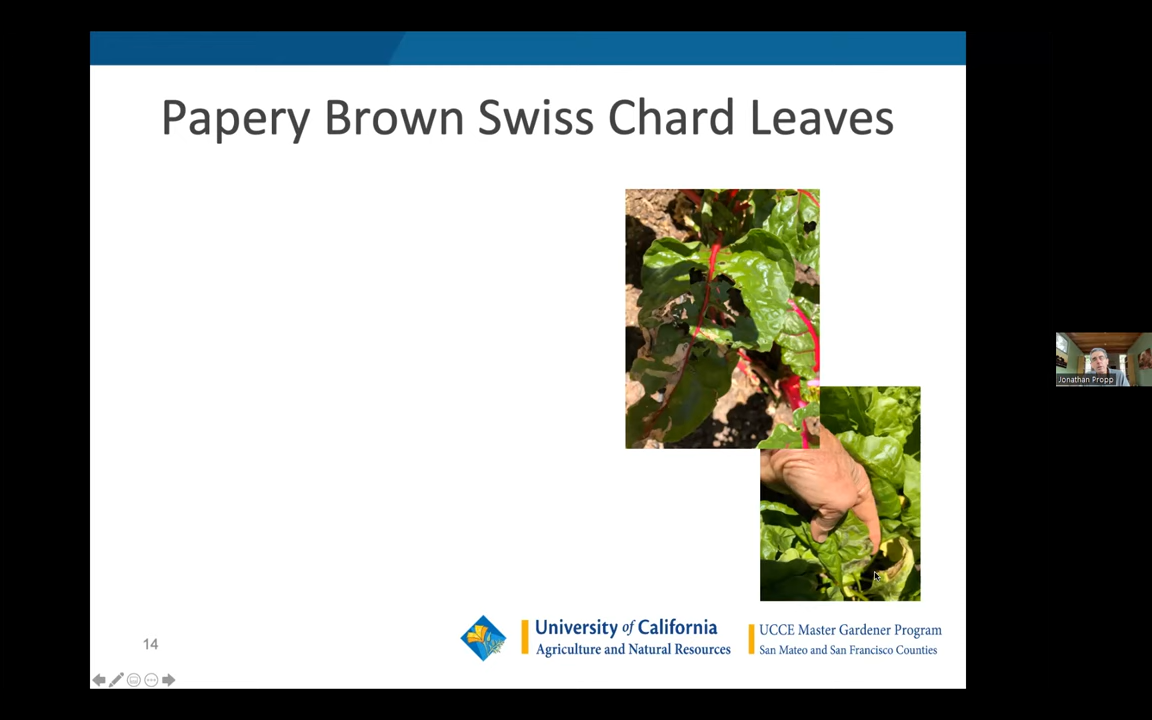 Papery Brown Swiss Chard Leaves
Jonathan Propp
University of California
Agriculture and Natural Resources
UCCE Master Gardener Program
San Mateo and San Francisco Counties
14